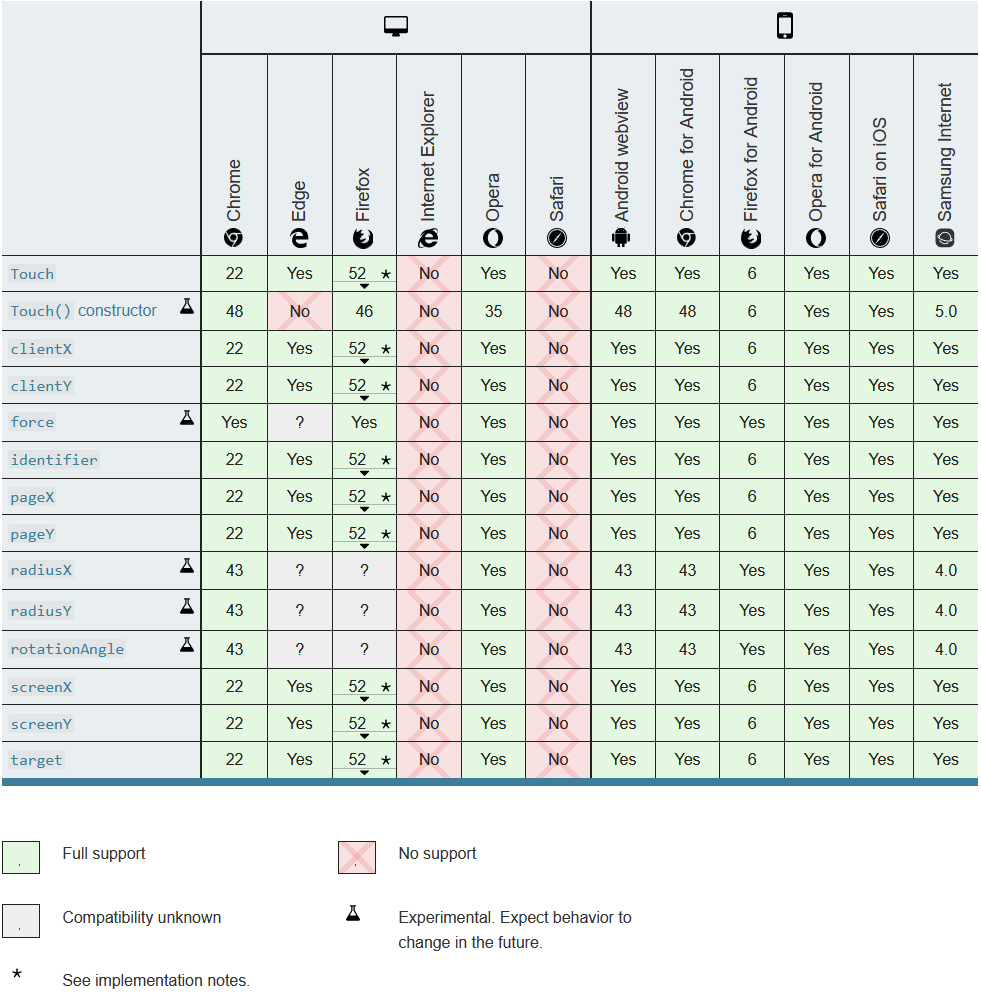 Chrome Edge Firefox Internet Explorer Opera Safari Android webview Chrome for Android Firefox for Android Opera for Android Safari on iOS Samsung Internet
Touch 22 Yes 52 * No Yes No Yes Yes 6 Yes Yes Yes
Touch() constructor 48 No 46 No 35 No 48 48 6 Yes Yes 5.0
clientX 22 Yes 52 * No Yes No Yes Yes 6 Yes Yes Yes
clientY 22 Yes 52 * No Yes No Yes Yes 6 Yes Yes Yes
force Yes ? Yes No Yes No Yes Yes Yes Yes Yes Yes
identifier 22 Yes 52 * No Yes No Yes Yes 6 Yes Yes Yes
pageX 22 Yes 52 * No Yes No Yes Yes 6 Yes Yes Yes
pageY 22 Yes 52 * No Yes No Yes Yes 6 Yes Yes Yes
radiusX 43 ? ? No Yes No 43 43 Yes Yes Yes 4.0
radiusY 43 ? ? No Yes No 43 43 Yes Yes Yes 4.0
rotationAngle 43 ? ? No Yes No 43 43 Yes Yes Yes 4.0
screenX 22 Yes 52 * No Yes No Yes Yes 6 Yes Yes Yes
screenY 22 Yes 52 * No Yes No Yes Yes 6 Yes Yes Yes
target 22 Yes 52 * No Yes No Yes Yes 6 Yes Yes Yes
. Full support . No support
. Compatibility unknown Experimental. Expect behavior to
change in the future.
* See implementation notes.